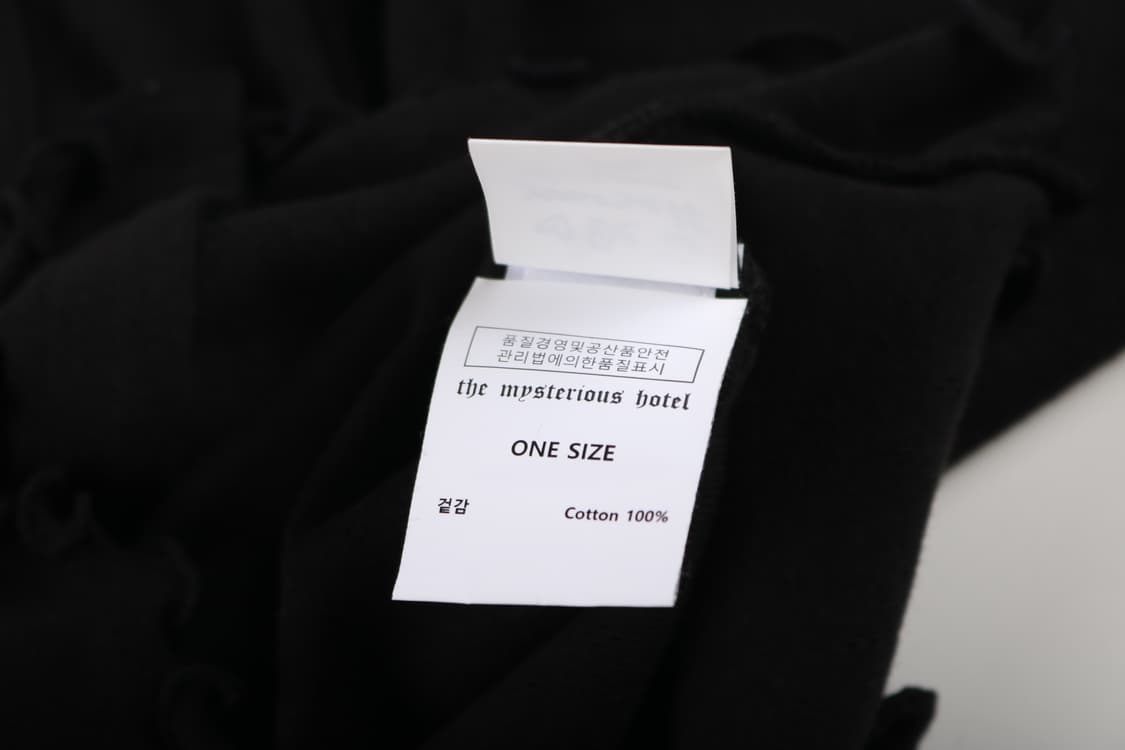 품질경영및공산품안전
관리법에의한품질표시
the mysterious hotel
ONE SIZE
겉감 Cotton 100%